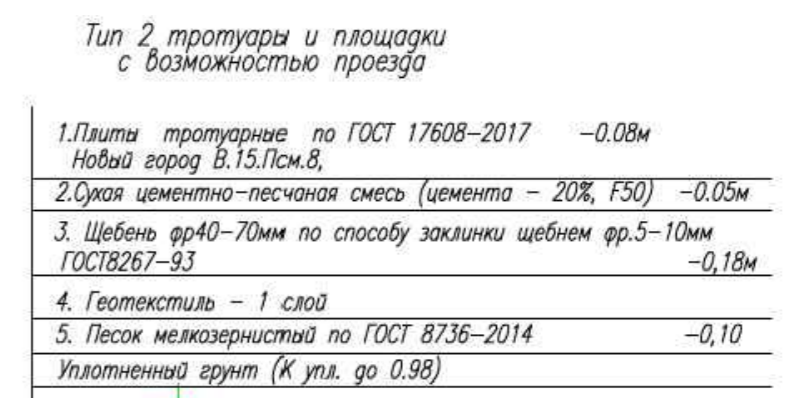 Тип 2 тротуары и площадки
с возможностью проезда
1.Плиты тротуарные по ГОСТ 17608-2017 -0.08м
Новый город В.15.Псм.8,
2.Сухая цементно-песчаная смесь (цемента - 20%, F50) -0.05м
3. Щебень фр40-70мм по способу заклинки щебнем фр.5-10мм
ГОСТ8267-93 -0,18м
4. Геотекстиль - 1 слой
5. Песок мелкозернистый по ГОСТ 8736-2014 -0,10
Уплотненный грунт (К упл. до 0.98)